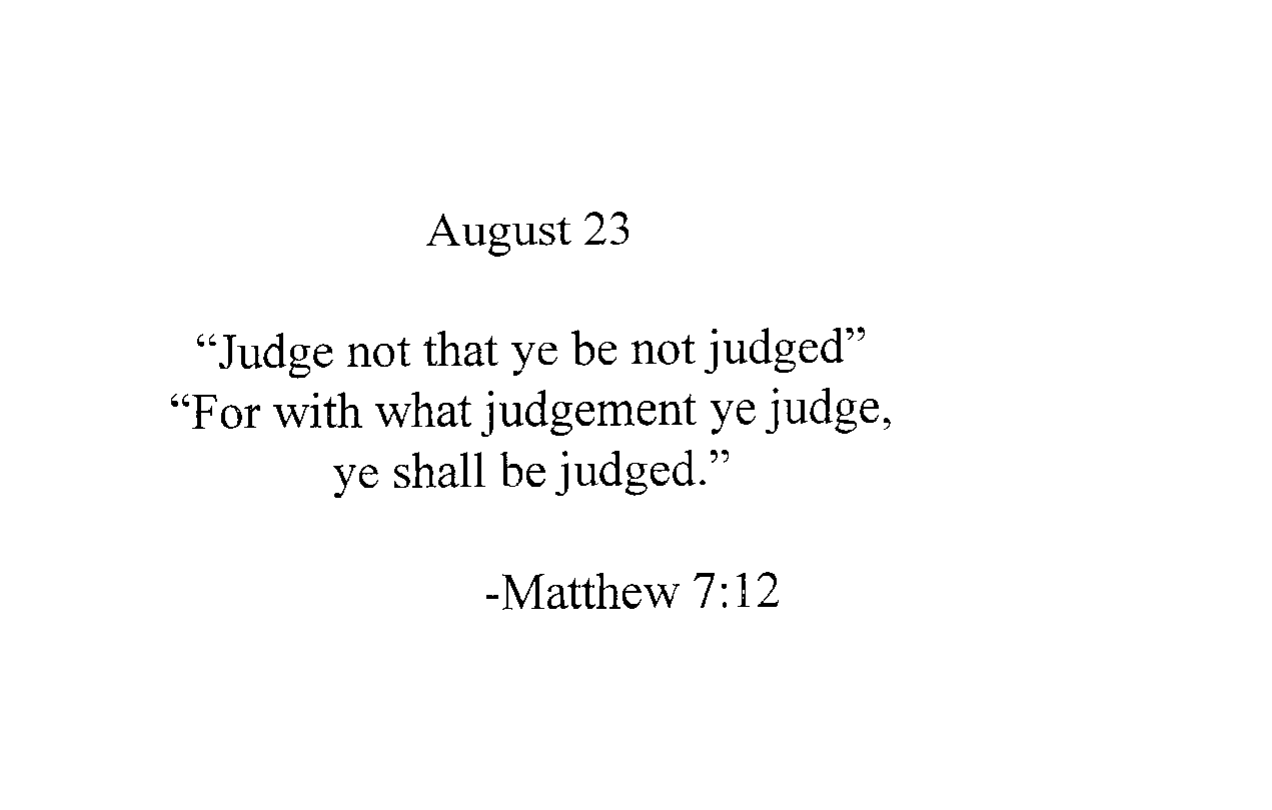 August 23
“Judge not that ye be not judged”
“For with what judgement ye judge,
ye shall be judged.”
-Matthew 7:12